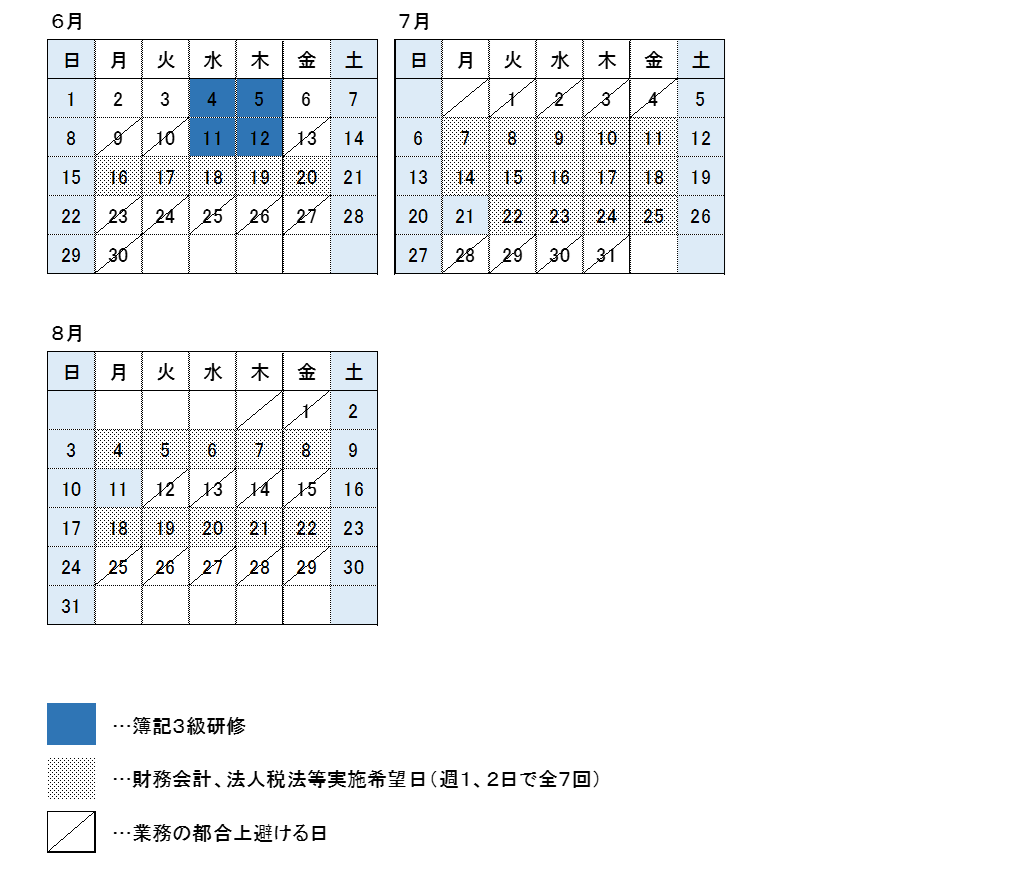 ６月
日 月 火 水 木 金 土
1 2 3 4 5 6 7
8 9 10 11 12 13 14
15 16 17 18 19 20 21
22 23 24 25 26 27 28
29 30
７月
日 月 火 水 木 金 土
1 2 3 4 5
6 7 8 9 10 11 12
13 14 15 16 17 18 19
20 21 22 23 24 25 26
27 28 29 30 31
８月
日 月 火 水 木 金 土
1 2
3 4 5 6 7 8 9
10 11 12 13 14 15 16
17 18 19 20 21 22 23
24 25 26 27 28 29 30
31
…簿記３級研修
…財務会計、法人税法等実施希望日（週１、２日で全７回）
…業務の都合上避ける日